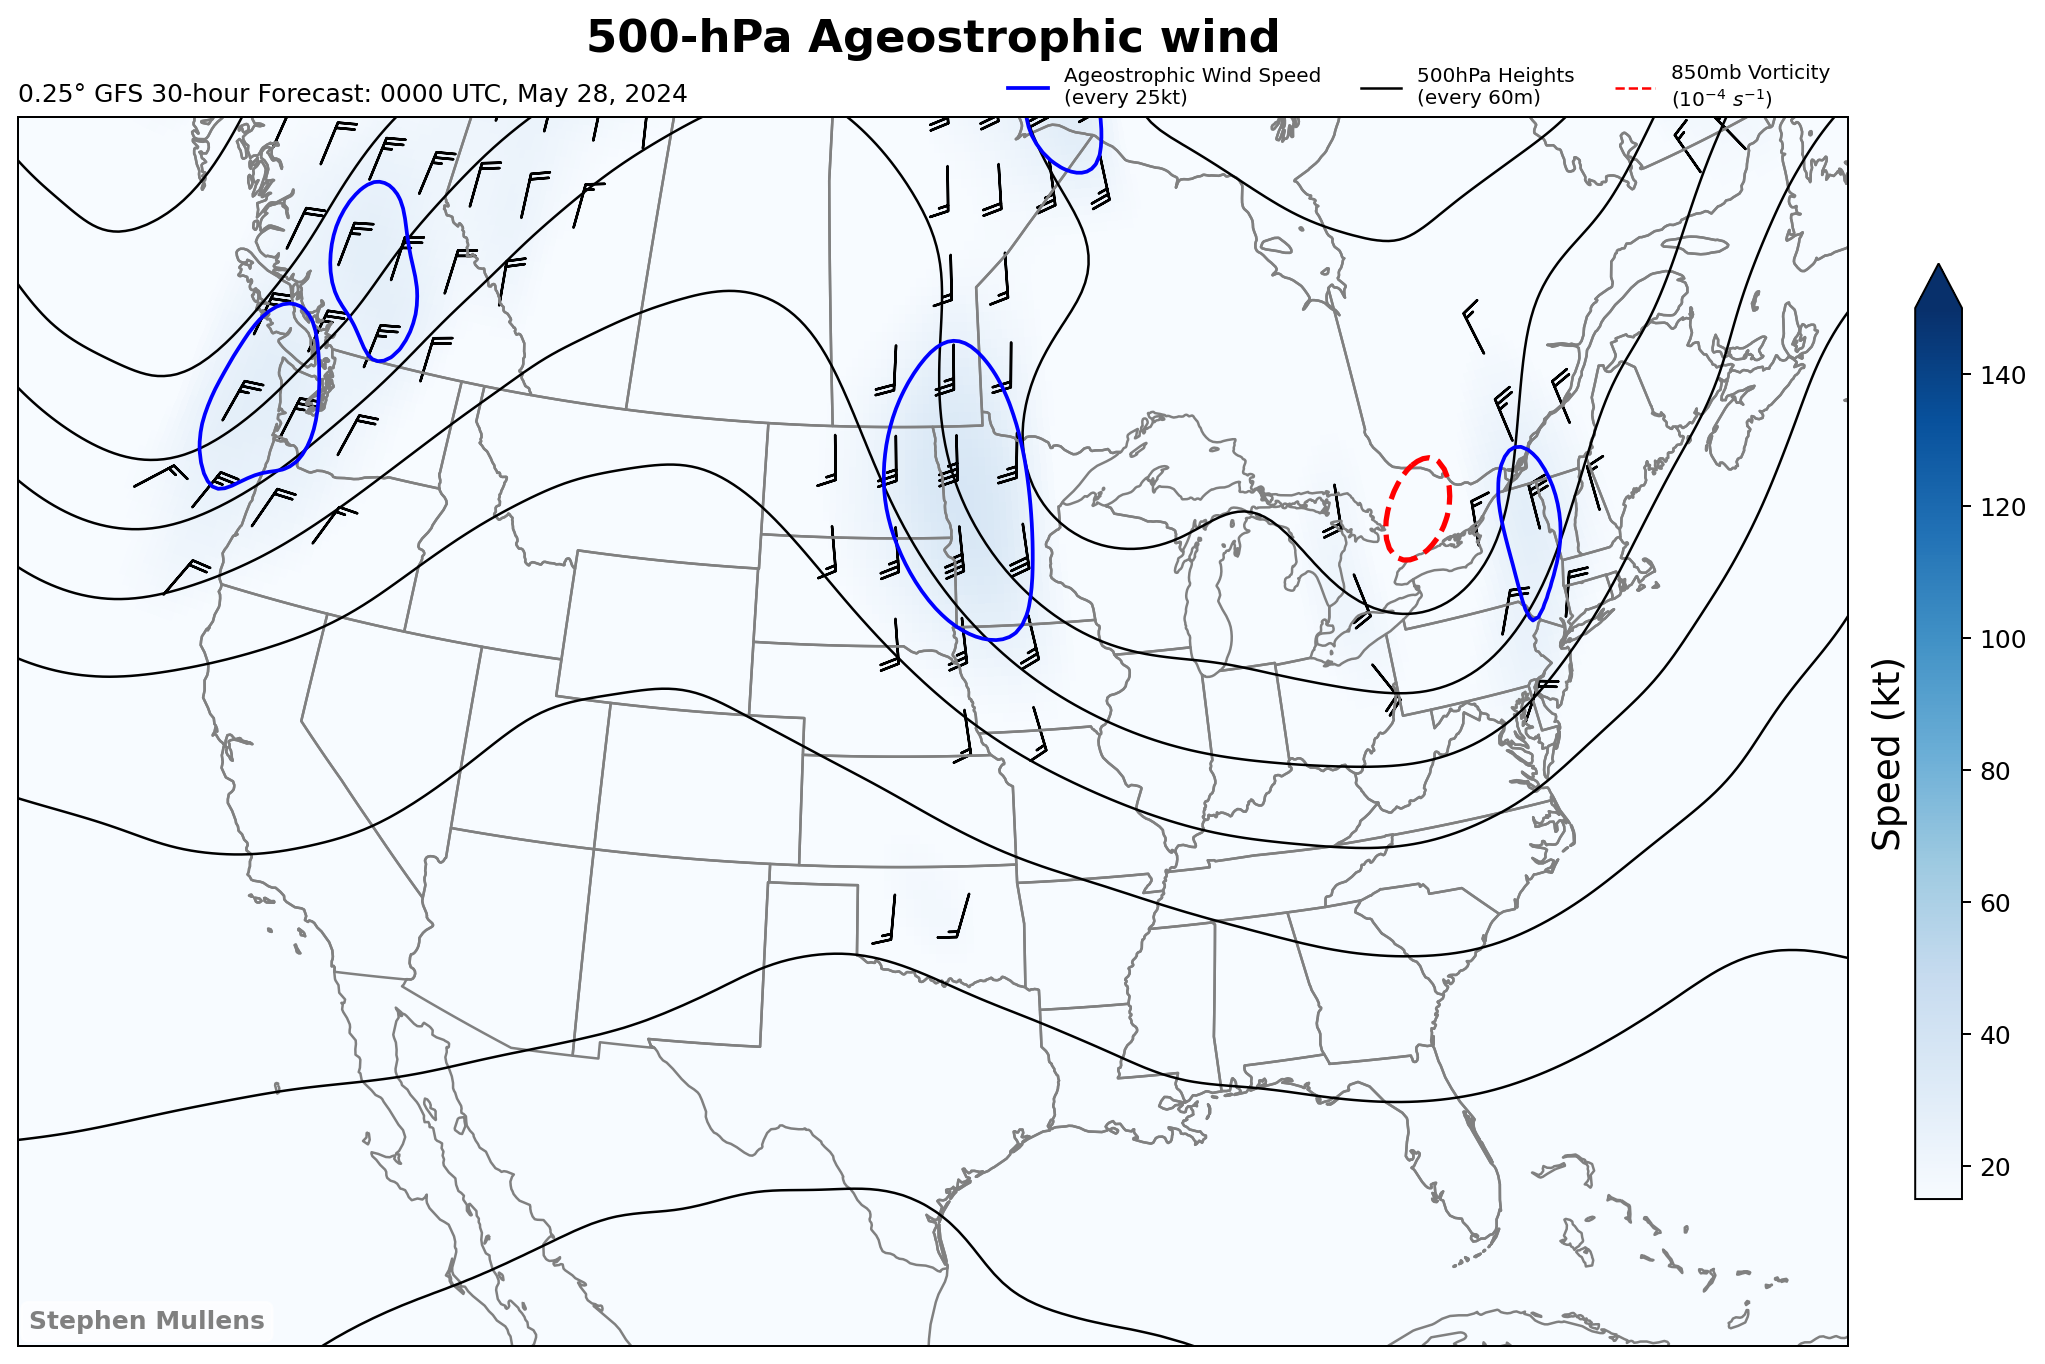 500-hPa Ageostrophic wind
0.25° GFS 30-hour Forecast: 0000 UTC, May 28, 2024
Ageostrophic Wind Speed
(every 25kt)
500hPa Heights
(every 60m)
850mb Vorticity
(10⁻⁴ s⁻¹)
140
120
100
80
60
40
20
Speed (kt)
Stephen Mullens